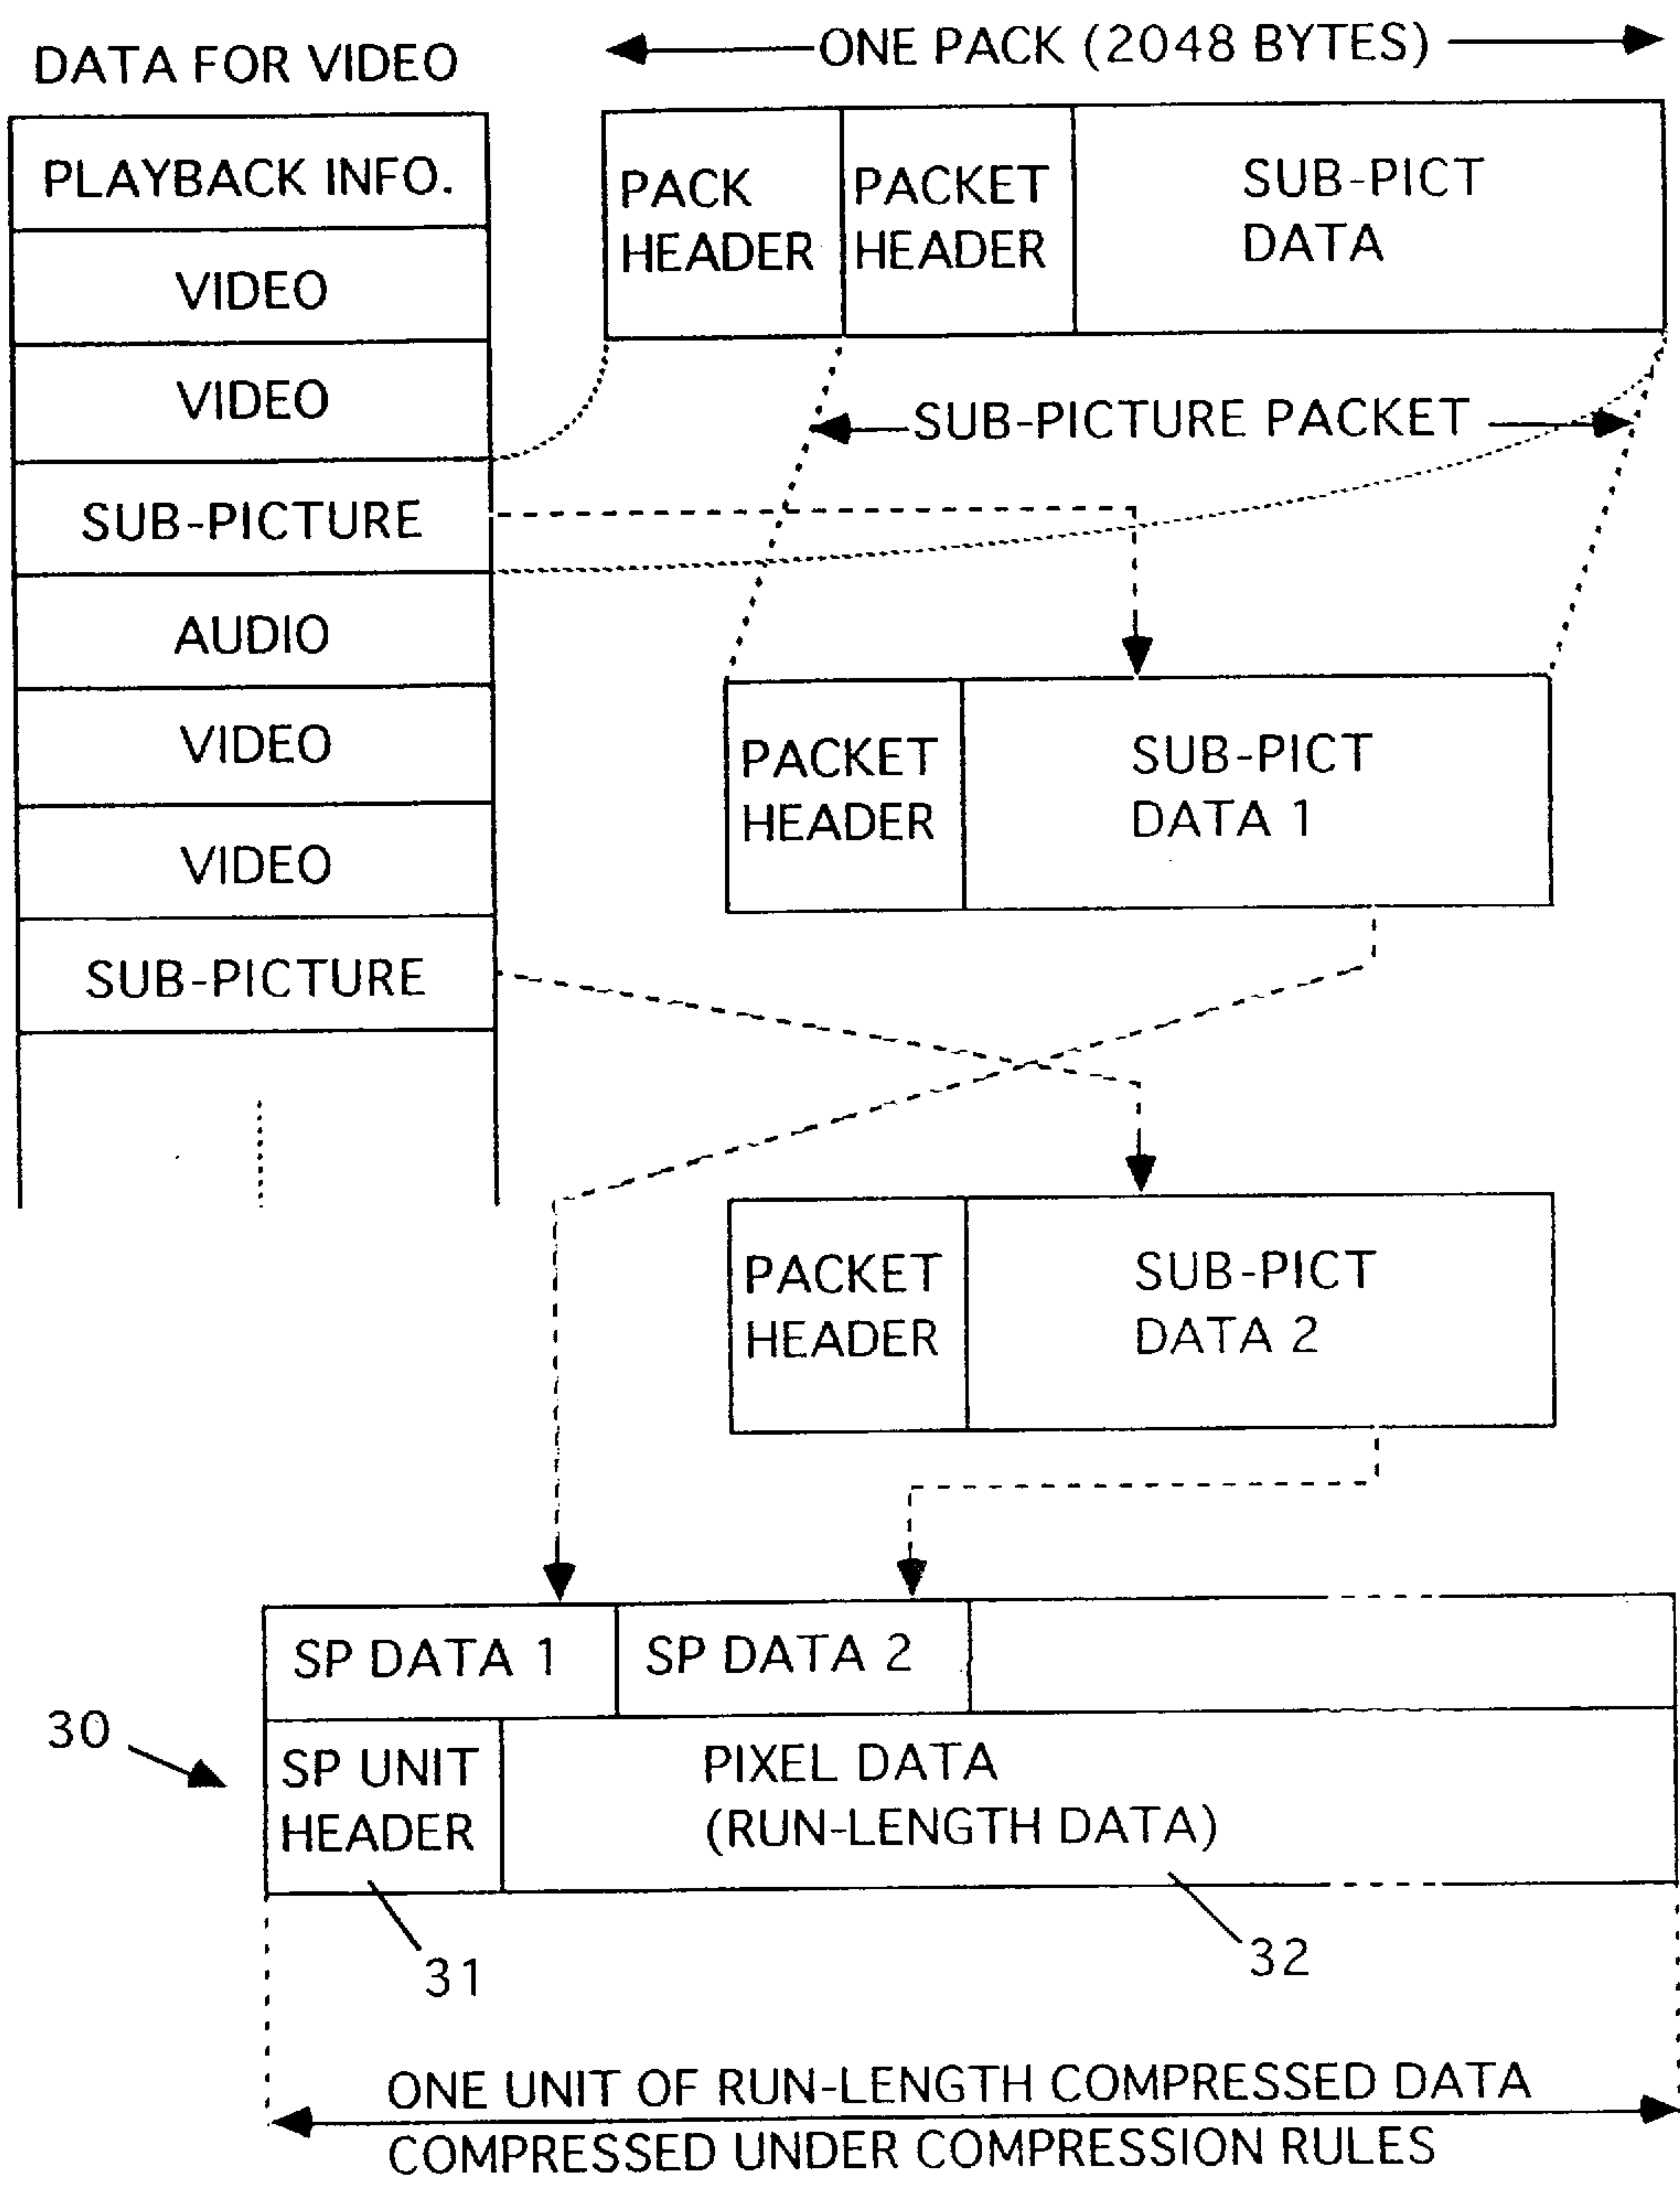 DATA FOR VIDEO
ONE PACK (2048 BYTES)
PLAYBACK INFO.
VIDEO
VIDEO
SUB-PICTURE
AUDIO
VIDEO
VIDEO
SUB-PICTURE
PACK
HEADER
PACKET
HEADER
SUB-PICT
DATA
SUB-PICTURE PACKET
PACKET
HEADER
SUB-PICT
DATA 1
PACKET
HEADER
SUB-PICT
DATA 2
SP DATA 1
SP DATA 2
30
SP UNIT
HEADER
PIXEL DATA
(RUN-LENGTH DATA)
31
32
ONE UNIT OF RUN-LENGTH COMPRESSED DATA
COMPRESSED UNDER COMPRESSION RULES